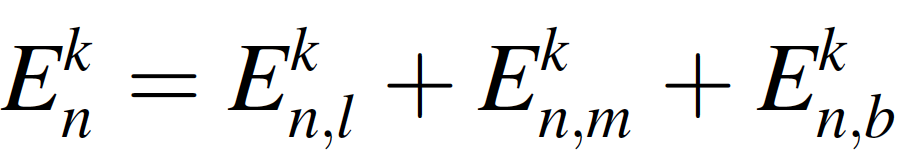 E_n^k = E_{n,l}^k + E_{n,m}^k + E_{n,b}^k